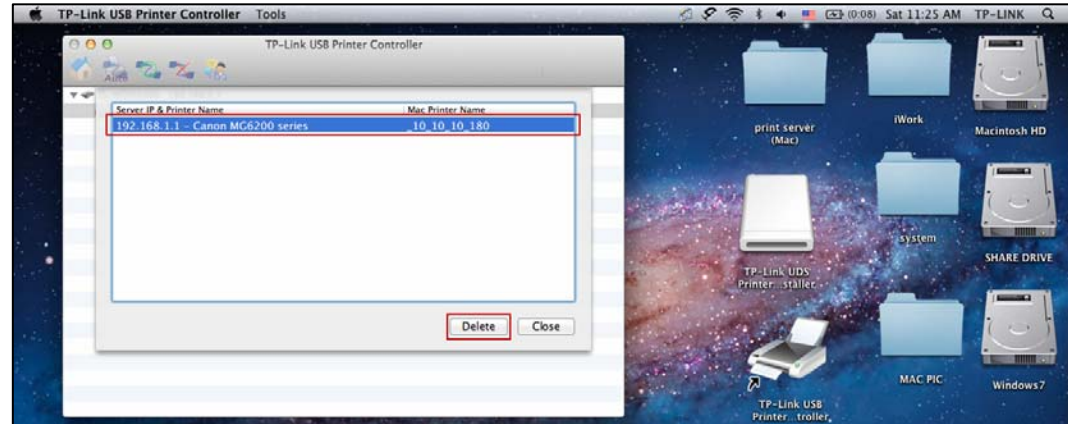 TP-Link USB Printer Controller Tools (0:08) Sat 11:25 AM TP-LINK
TP-Link USB Printer Controller
Auto
Server IP & Printer Name Mac Printer Name
192.168.1.1 - Canon MG6200 series _10_10_10_180
Delete Close
print server
(Mac)
iWork
Macintosh HD
TP-Link UDS
Printer...staller
system
SHARE DRIVE
TP-Link USB
Printer...troller
MAC PIC
Windows7